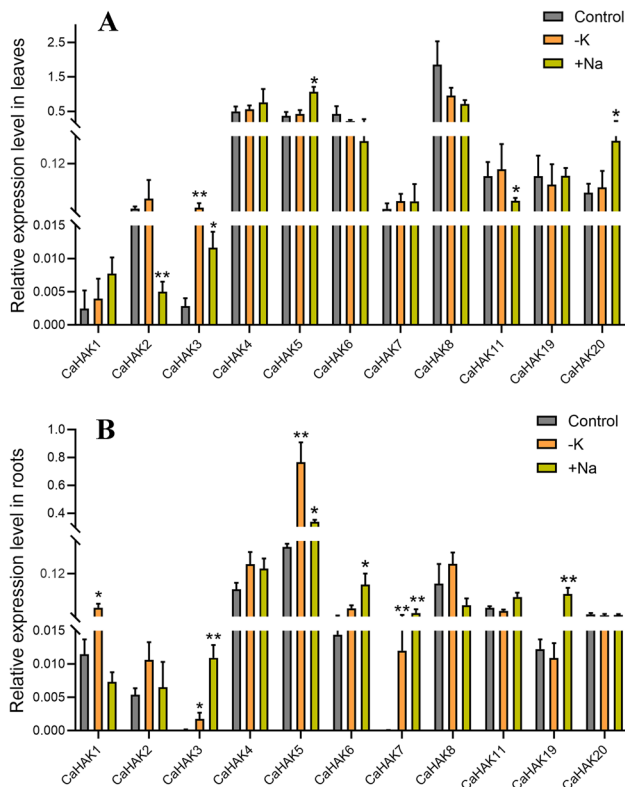 A
Control
-K
+Na
Relative expression level in leaves
2.5
1.5
0.5
0.12
0.015
0.010
0.005
0.000
*
*
**
*
**
*
*
CaHAK1
CaHAK2
CaHAK3
CaHAK4
CaHAK5
CaHAK6
CaHAK7
CaHAK8
CaHAK11
CaHAK19
CaHAK20
B
Control
-K
+Na
Relative expression level in roots
1.0
0.8
0.6
0.4
0.12
0.015
0.010
0.005
0.000
**
*
*
**
*
** **
*
**
*
CaHAK1
CaHAK2
CaHAK3
CaHAK4
CaHAK5
CaHAK6
CaHAK7
CaHAK8
CaHAK11
CaHAK19
CaHAK20